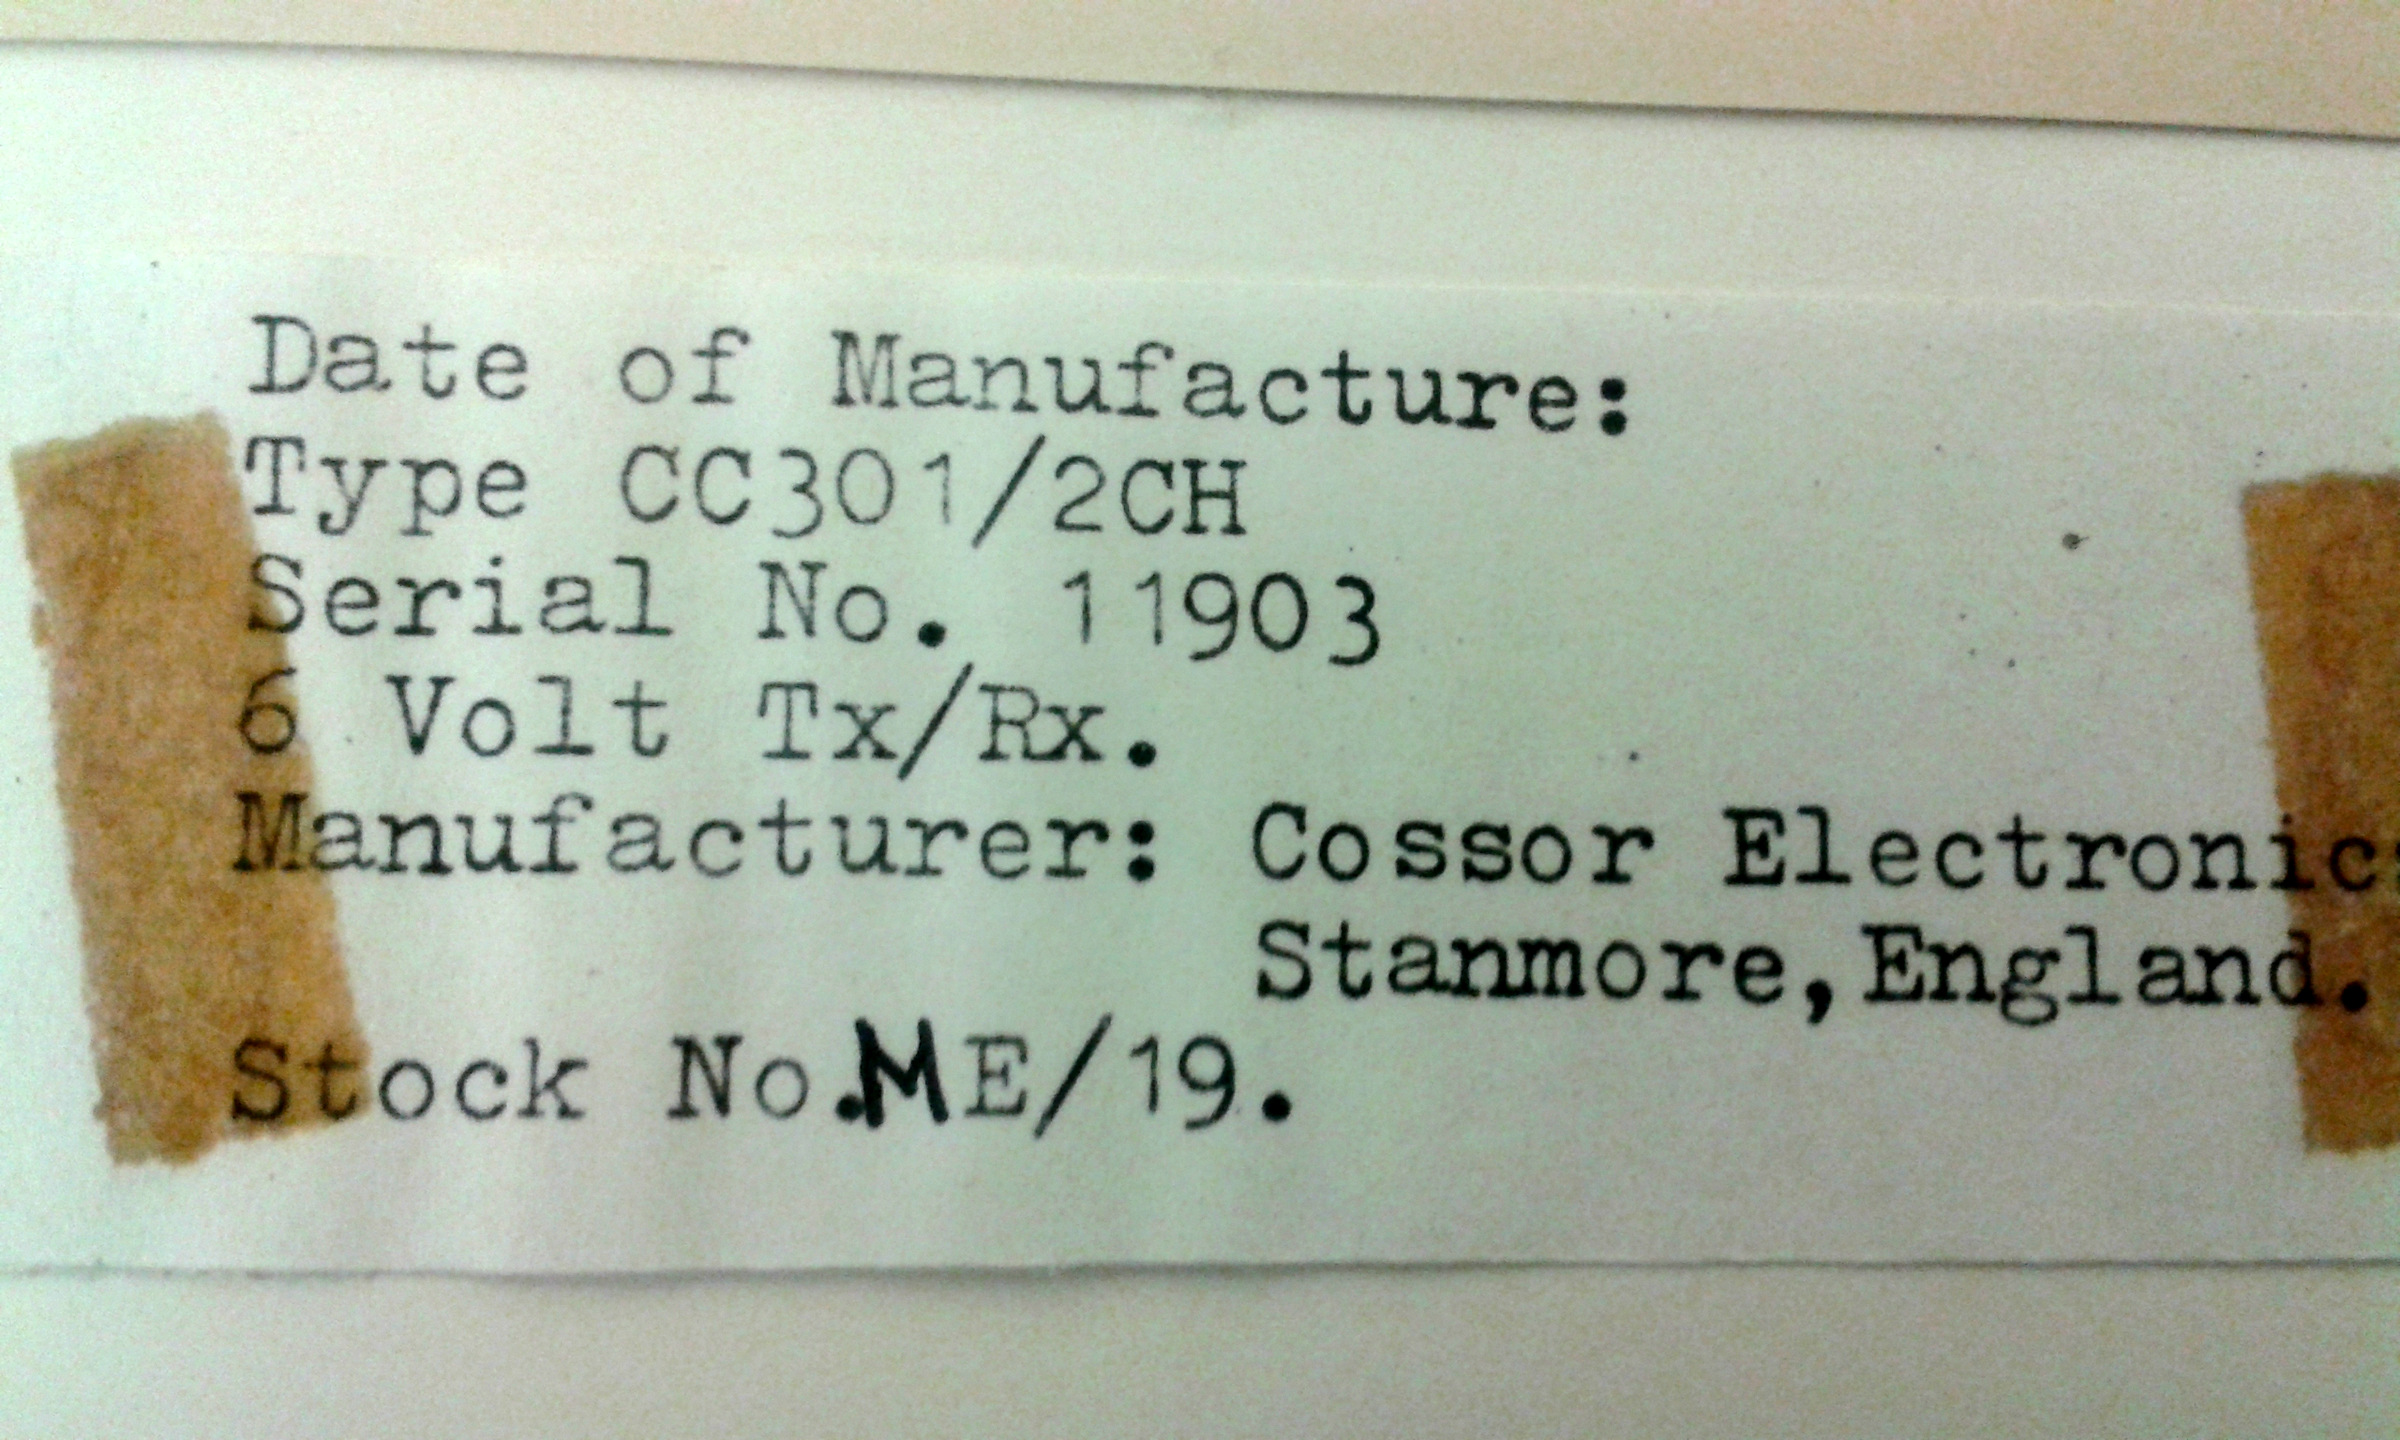 Date of Manufacture:
Type CC301/2CH
Serial No. 11903
6 Volt Tx/Rx.
Manufacturer: Cossor Electronics
Stanmore, England.
Stock No.ME/19.